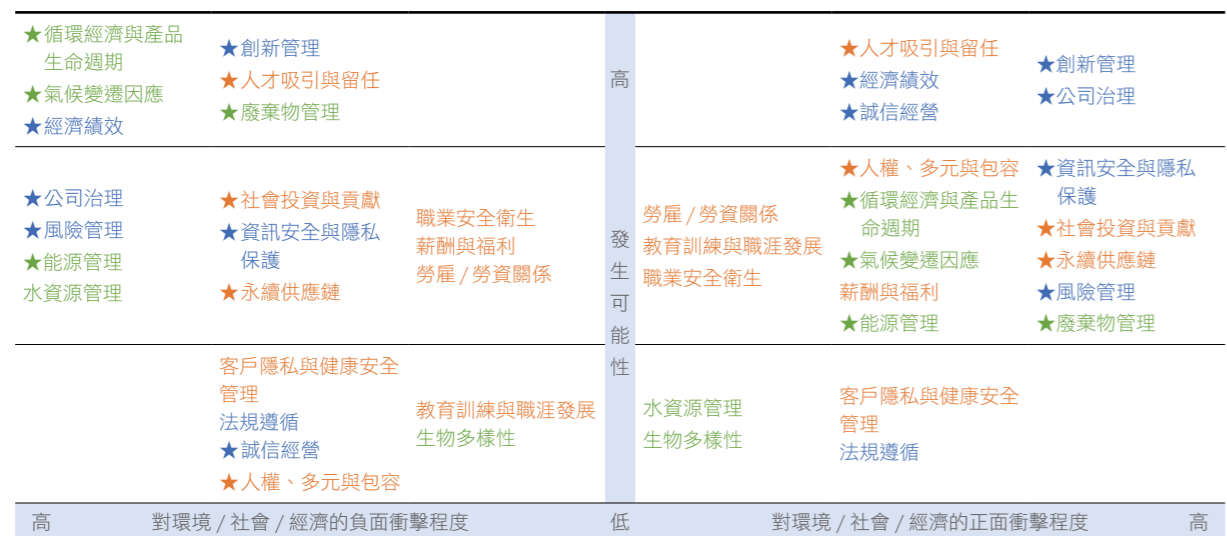 ★循環經濟與產品
生命週期
★氣候變遷因應
★經濟績效
★創新管理
★人才吸引與留任
★廢棄物管理
高
★人才吸引與留任
★經濟績效
★誠信經營
★創新管理
★公司治理
★公司治理
★風險管理
★能源管理
水資源管理
★社會投資與貢獻
★資訊安全與隱私
保護
★永續供應鏈
職業安全衛生
薪酬與福利
勞雇 / 勞資關係
發
生
可
能
性
勞雇 / 勞資關係
教育訓練與職涯發展
職業安全衛生
★人權、多元與包容
★循環經濟與產品生
命週期
★氣候變遷因應
薪酬與福利
★能源管理
★資訊安全與隱私
保護
★社會投資與貢獻
★永續供應鏈
★風險管理
★廢棄物管理
客戶隱私與健康安全
管理
法規遵循
★誠信經營
★人權、多元與包容
教育訓練與職涯發展
生物多樣性
水資源管理
生物多樣性
客戶隱私與健康安全
管理
法規遵循
高 對環境 / 社會 / 經濟的負面衝擊程度 低 對環境 / 社會 / 經濟的正面衝擊程度 高